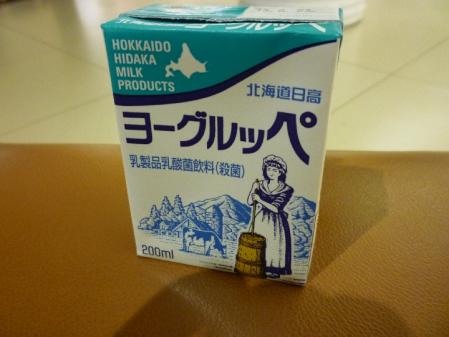 HOKKAIDO
HIDAKA
MILK
PRODUCTS
北海道日高
ヨーグルッペ
乳製品乳酸菌飲料(殺菌)
200ml